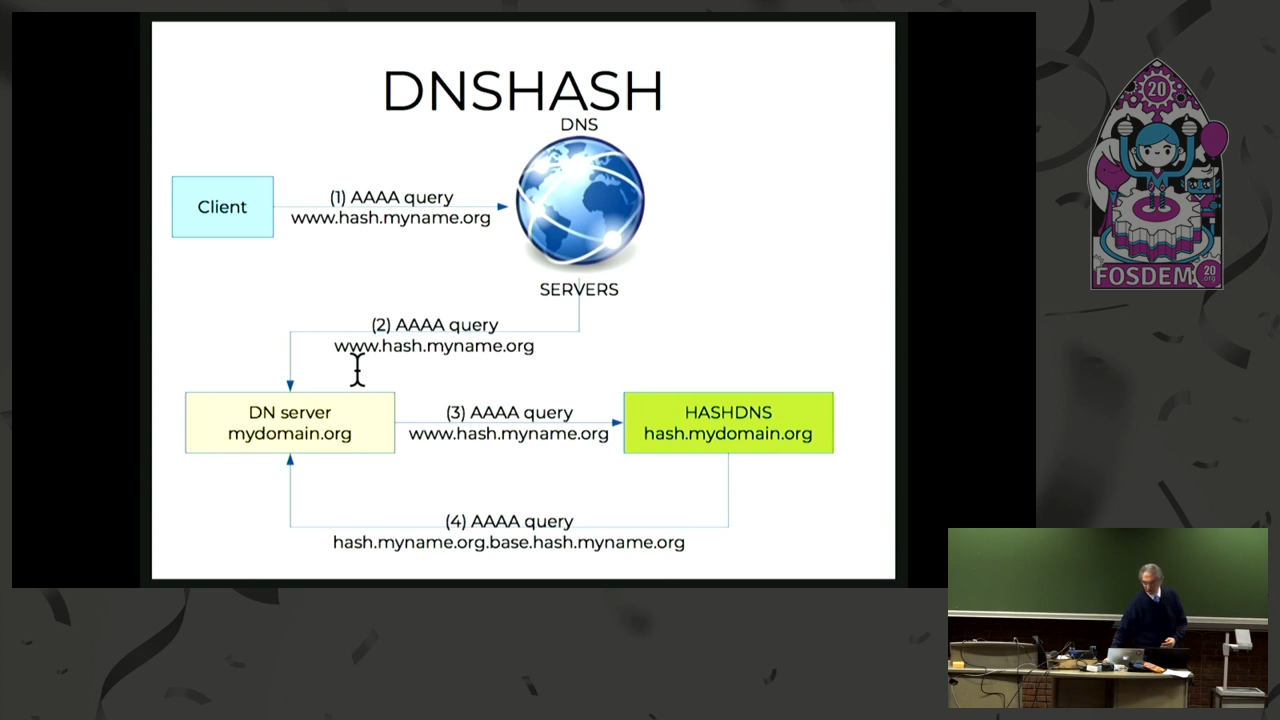 DNSHASH
DNS
Client
(1) AAAA query
www.hash.myname.org
SERVERS
(2) AAAA query
www.hash.myname.org
DN server
mydomain.org
(3) AAAA query
www.hash.myname.org
HASHDNS
hash.mydomain.org
(4) AAAA query
hash.myname.org.base.hash.myname.org
20
FOSDEM
20
.org